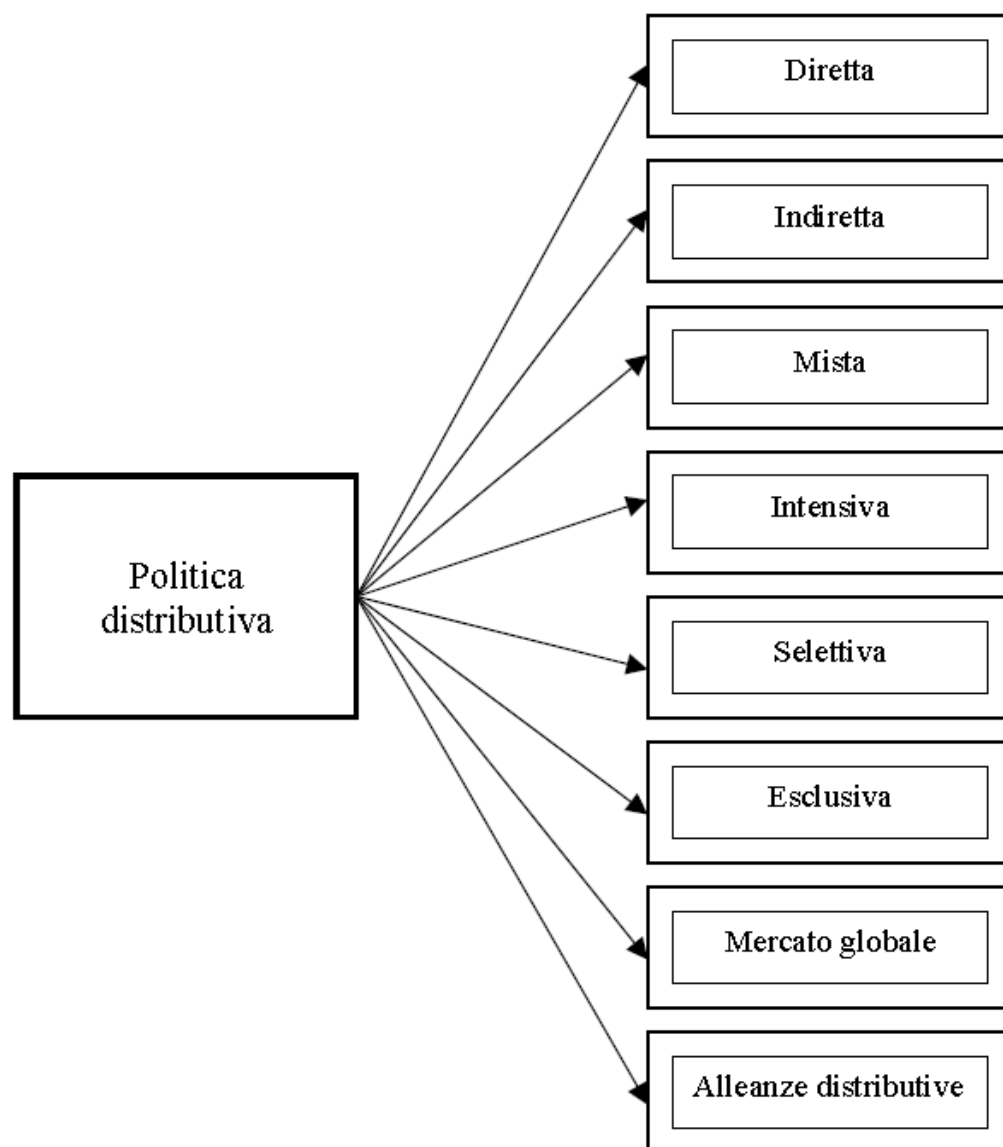 Diretta
Indiretta
Mista
Intensiva
Politica
distributiva
Selettiva
Esclusiva
Mercato globale
Alleanze distributive